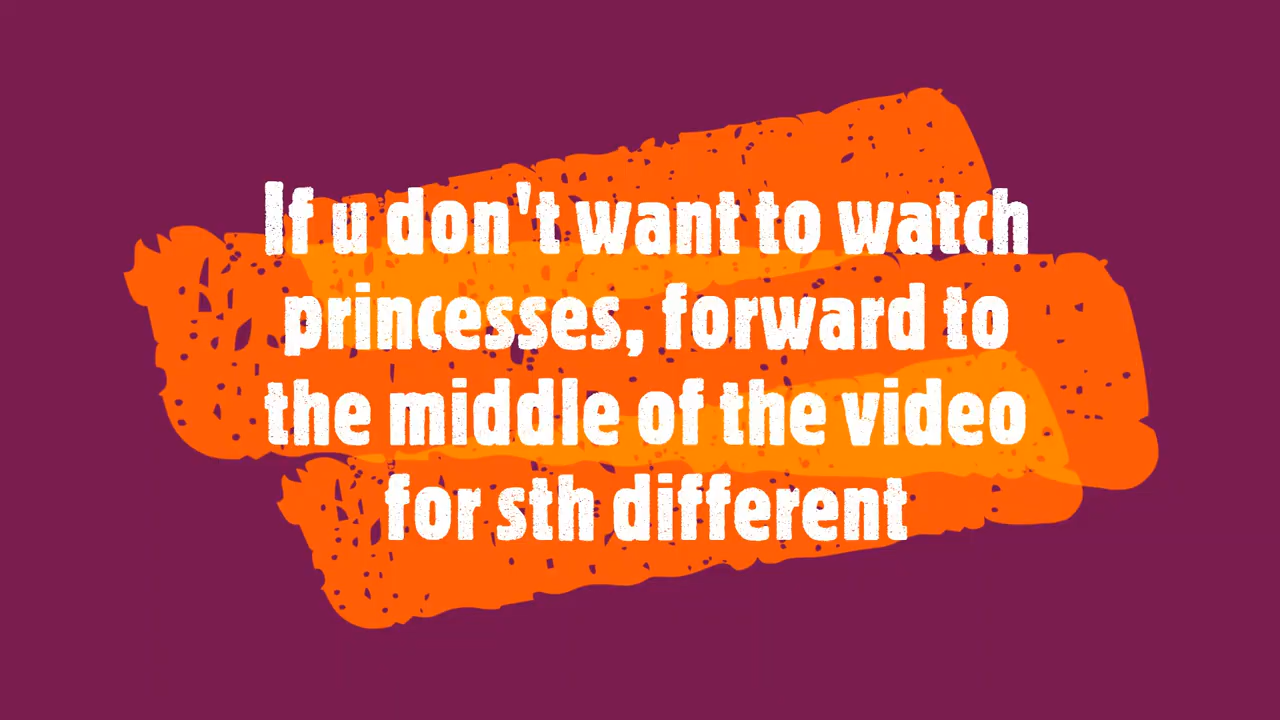 If u don't want to watch
princesses, forward to
the middle of the video
for sth different